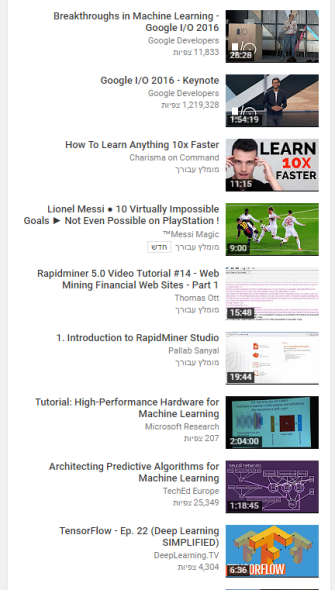 Breakthroughs in Machine Learning -
Google I/O 2016
Google Developers
11,833 צפיות
28:28
Google I/O 2016 - Keynote
Google Developers
1,219,328 צפיות
1:54:19
How To Learn Anything 10x Faster
Charisma on Command
מומלץ עבורך
LEARN
10X
FASTER
11:15
Lionel Messi ● 10 Virtually Impossible
Goals ► Not Even Possible on PlayStation !
™Messi Magic
מומלץ עבורך חדש
9:00
Rapidminer 5.0 Video Tutorial #14 - Web
Mining Financial Web Sites - Part 1
Thomas Ott
מומלץ עבורך
15:48
1. Introduction to RapidMiner Studio
Pallab Sanyal
מומלץ עבורך
19:44
Tutorial: High-Performance Hardware for
Machine Learning
Microsoft Research
207 צפיות
2:04:00
Architecting Predictive Algorithms for
Machine Learning
TechEd Europe
25,349 צפיות
neural networks
1:18:45
TensorFlow - Ep. 22 (Deep Learning
SIMPLIFIED)
DeepLearning.TV
4,304 צפיות
6:36